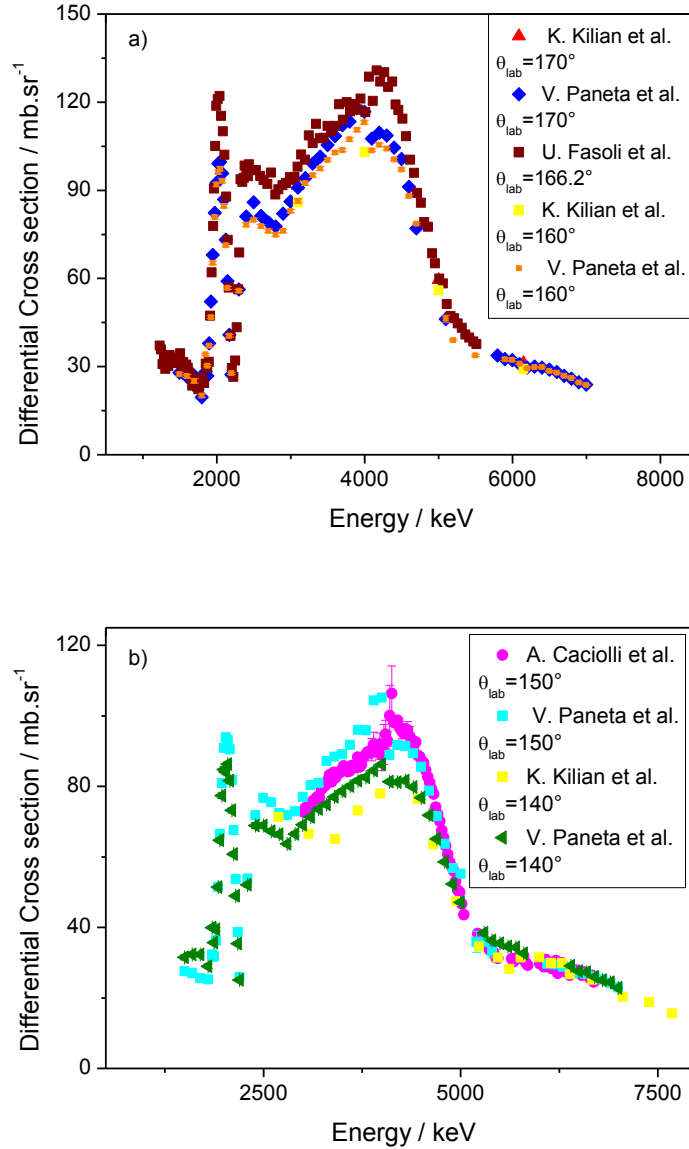 a)
150
120
90
60
30
0
Differential Cross section / mb.sr⁻¹
K. Kilian et al.
θlab=170°
V. Paneta et al.
θlab=170°
U. Fasoli et al.
θlab=166.2°
K. Kilian et al.
θlab=160°
V. Paneta et al.
θlab=160°
2000 4000 6000 8000
Energy / keV
b)
120
80
40
0
Differential Cross section / mb.sr⁻¹
A. Caciolli et al.
θlab=150°
V. Paneta et al.
θlab=150°
K. Kilian et al.
θlab=140°
V. Paneta et al.
θlab=140°
2500 5000 7500
Energy / keV